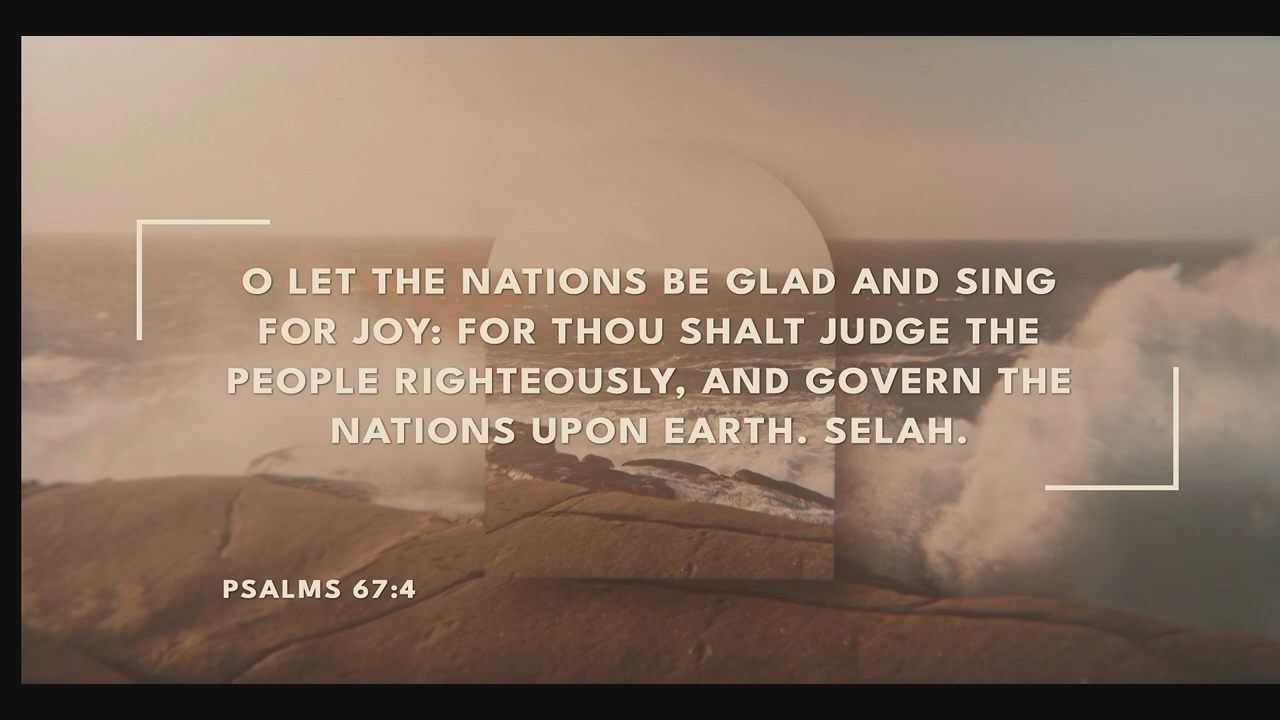 O LET THE NATIONS BE GLAD AND SING
FOR JOY: FOR THOU SHALT JUDGE THE
PEOPLE RIGHTEOUSLY, AND GOVERN THE
NATIONS UPON EARTH. SELAH.
PSALMS 67:4